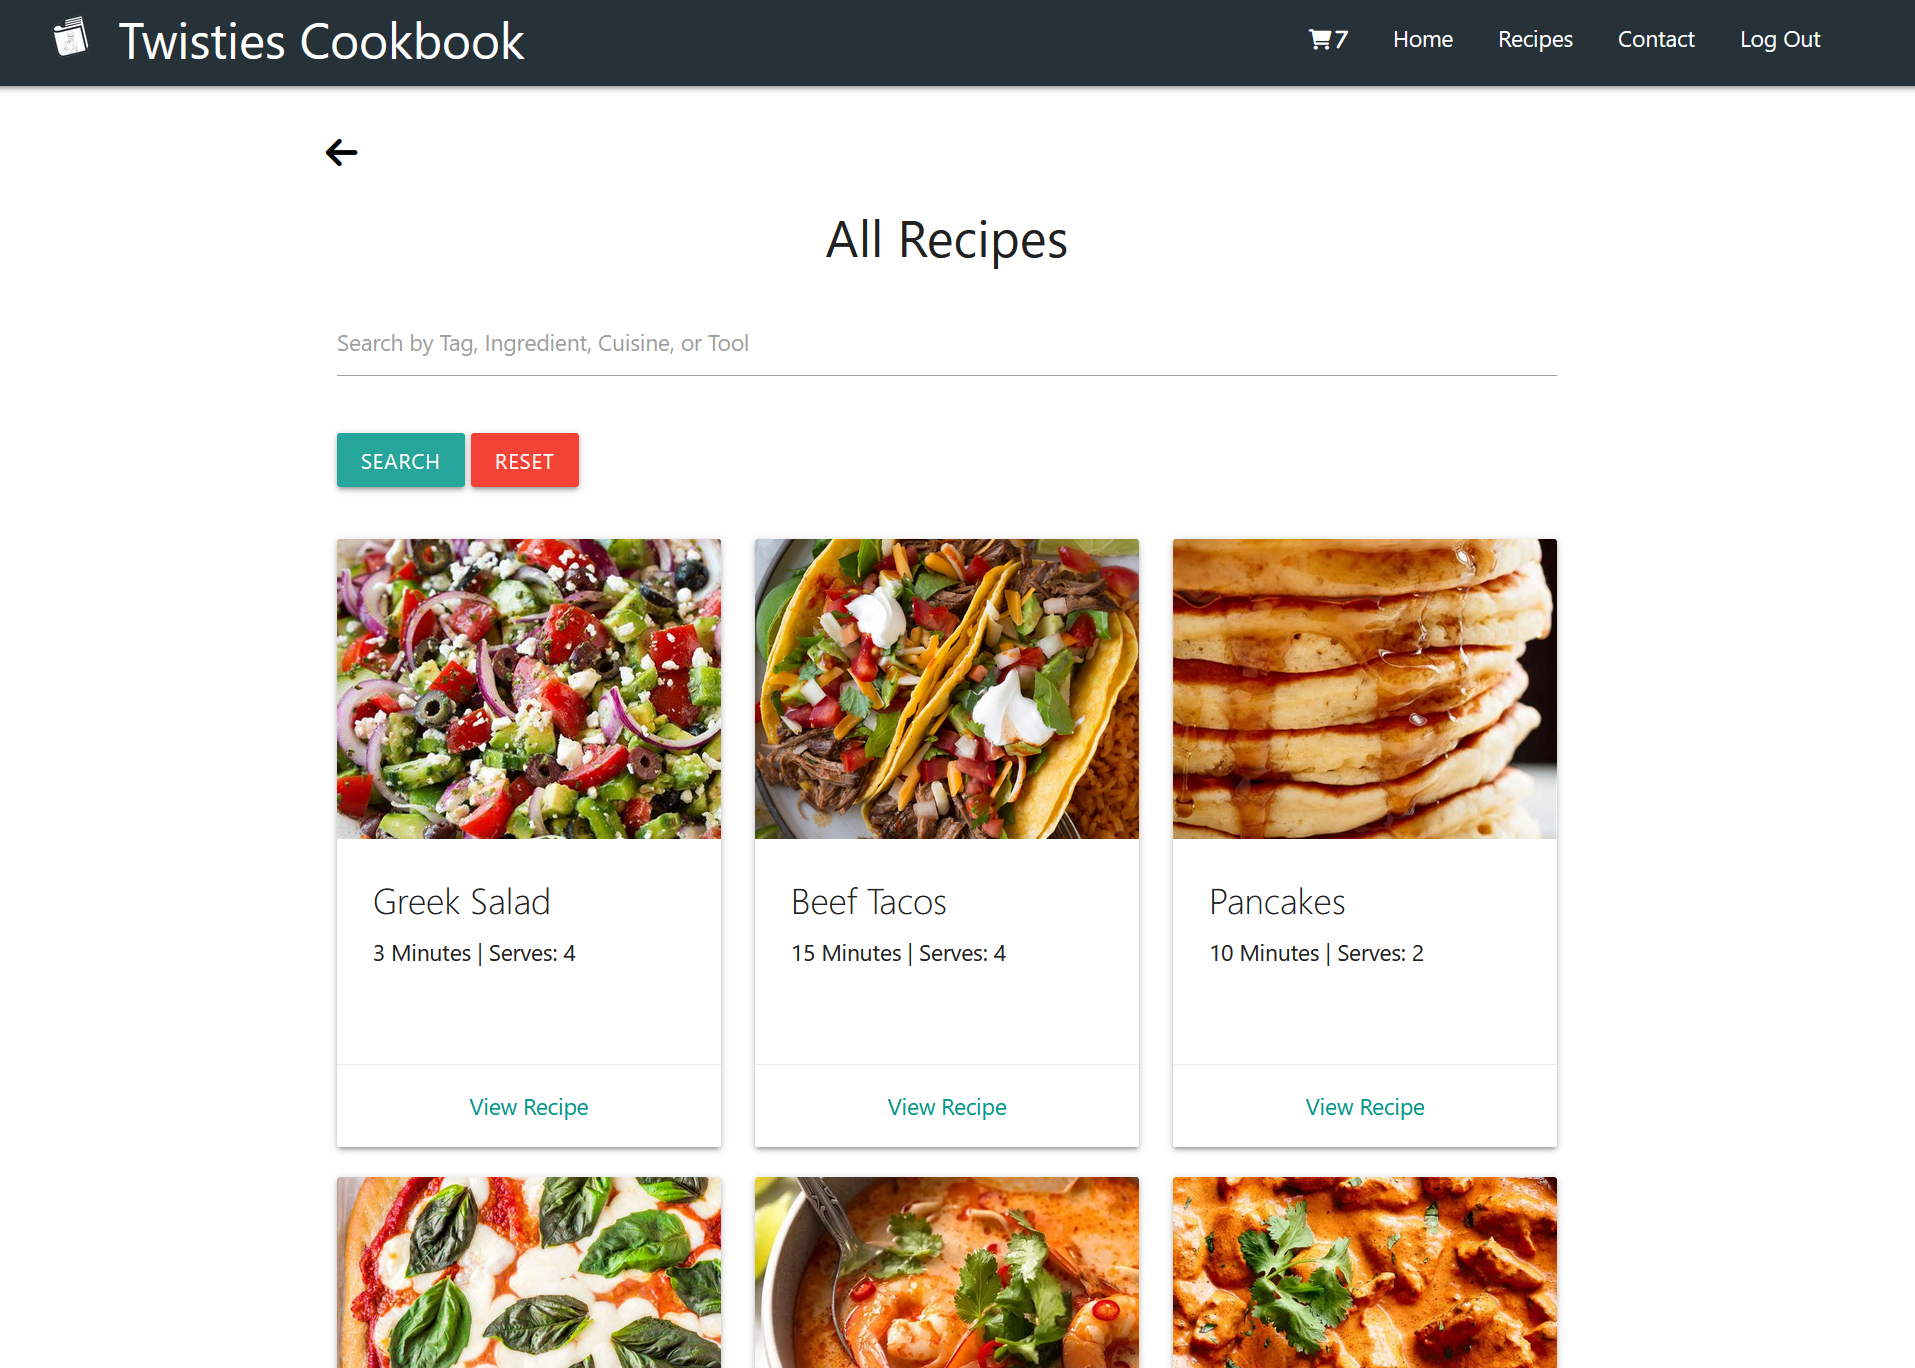 Twisties Cookbook
7 Home Recipes Contact Log Out
All Recipes
Search by Tag, Ingredient, Cuisine, or Tool
SEARCH RESET
Greek Salad
3 Minutes | Serves: 4
View Recipe
Beef Tacos
15 Minutes | Serves: 4
View Recipe
Pancakes
10 Minutes | Serves: 2
View Recipe